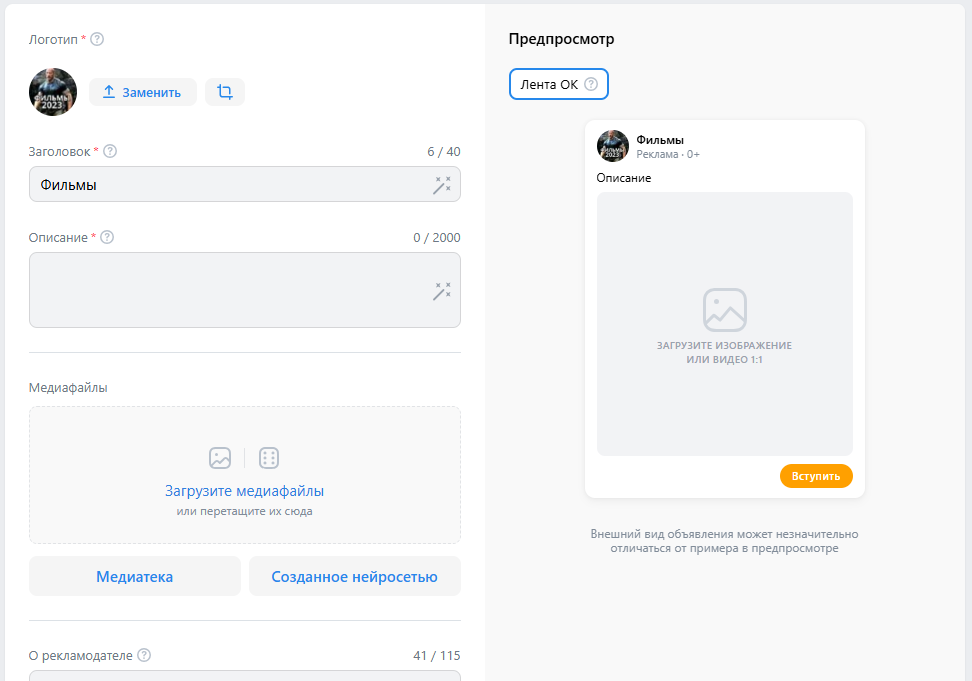 Логотип *
ФИЛЬМЫ
2023
Заменить
Заголовок *
6 / 40
Фильмы
Описание *
0 / 2000
Медиафайлы
Загрузите медиафайлы
или перетащите их сюда
Медиатека
Созданное нейросетью
О рекламодателе
41 / 115
Предпросмотр
Лента ОК
ФИЛЬМЫ
2023
Фильмы
Реклама · 0+
Описание
ЗАГРУЗИТЕ ИЗОБРАЖЕНИЕ
ИЛИ ВИДЕО 1:1
Вступить
Внешний вид объявления может незначительно
отличаться от примера в предпросмотре